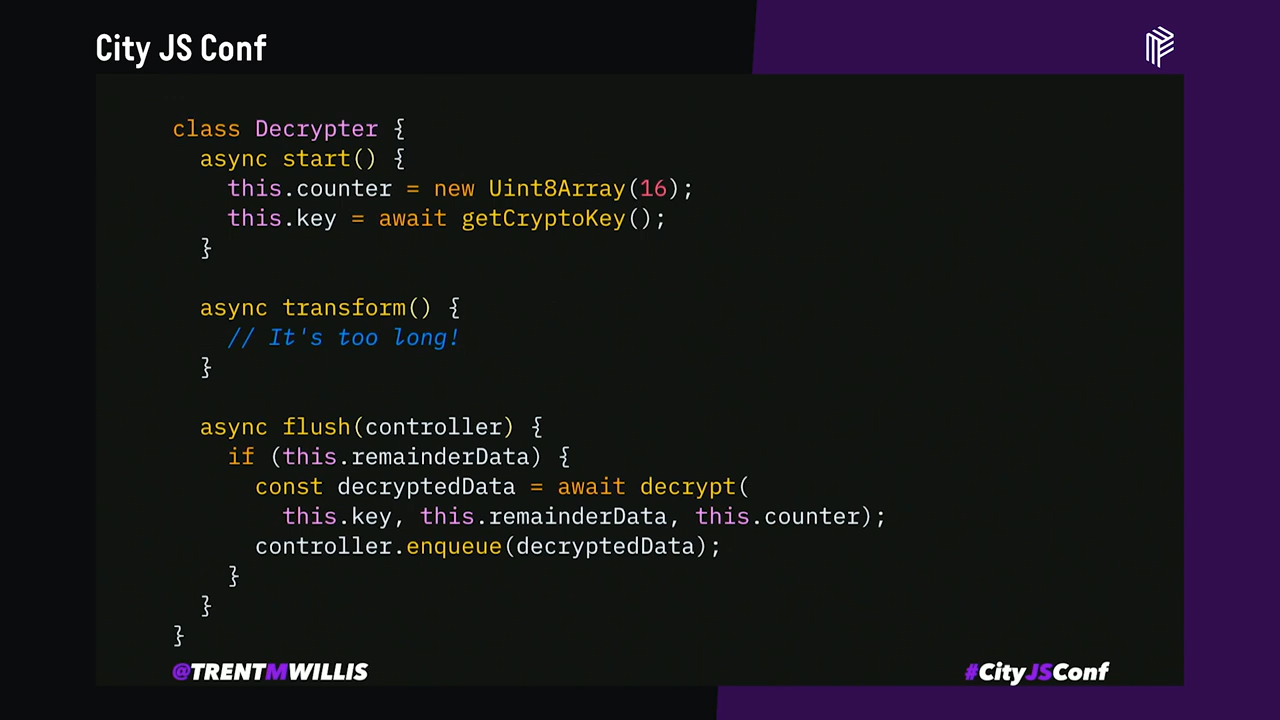 City JS Conf
...
class Decrypter {
  async start() {
    this.counter = new Uint8Array(16);
    this.key = await getCryptoKey();
  }

  async transform() {
    // It's too long!
  }

  async flush(controller) {
    if (this.remainderData) {
      const decryptedData = await decrypt(
        this.key, this.remainderData, this.counter);
      controller.enqueue(decryptedData);
    }
  }
}
@TRENTMWILLIS
#CityJSConf